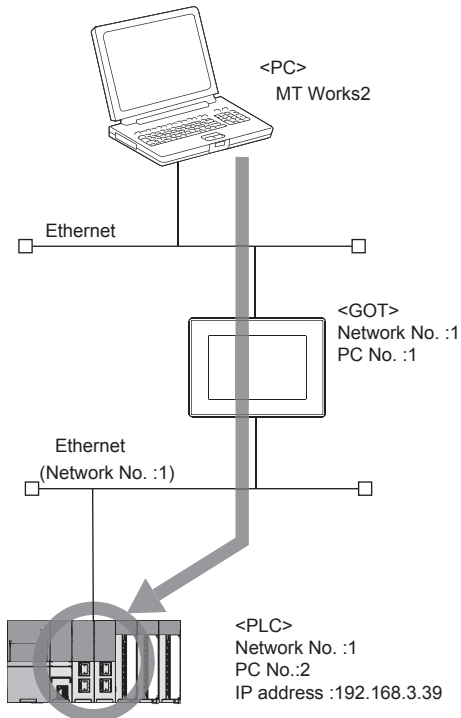 <PC>
MT Works2
Ethernet
<GOT>
Network No. :1
PC No. :1
Ethernet
(Network No. :1)
<PLC>
Network No. :1
PC No.:2
IP address :192.168.3.39